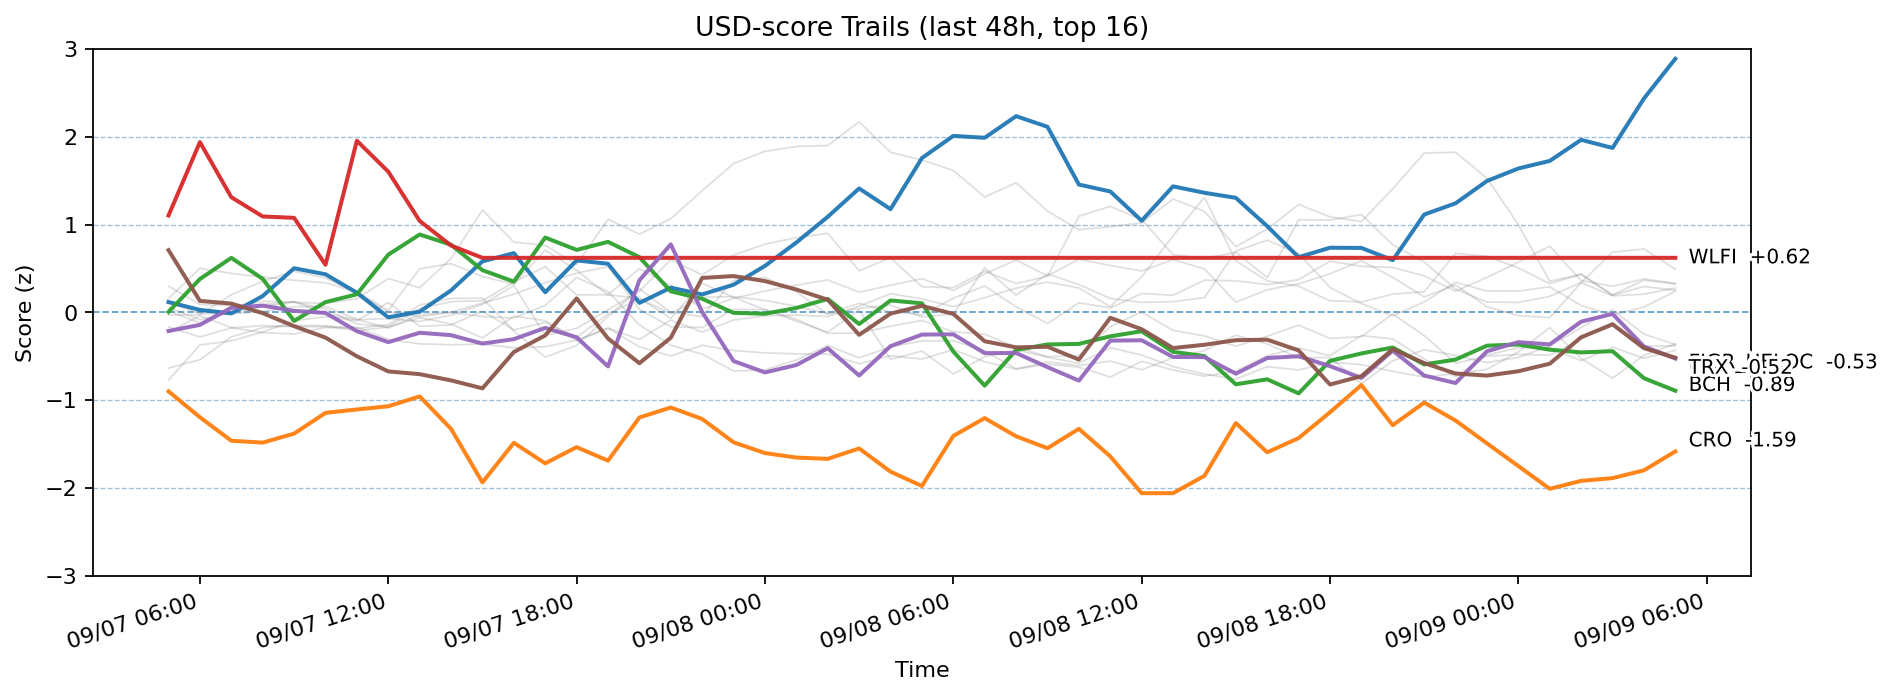 USD-score Trails (last 48h, top 16)
Score (z)
3
2
1
0
−1
−2
−3
WLFI +0.62
-0.53
TRX -0.52
BCH -0.89
CRO -1.59
09/07 06:00
09/07 12:00
09/07 18:00
09/08 00:00
09/08 06:00
09/08 12:00
09/08 18:00
09/09 00:00
09/09 06:00
Time